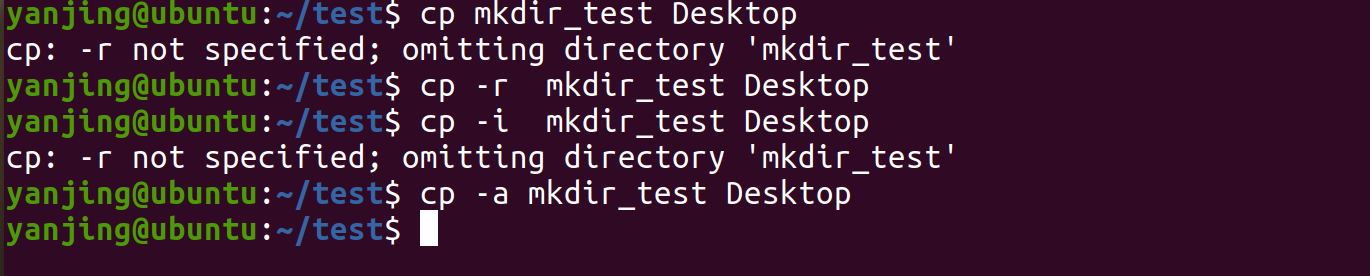 yanjing@ubuntu:~/test$ cp mkdir_test Desktop
cp: -r not specified; omitting directory 'mkdir_test'
yanjing@ubuntu:~/test$ cp -r  mkdir_test Desktop
yanjing@ubuntu:~/test$ cp -i  mkdir_test Desktop
cp: -r not specified; omitting directory 'mkdir_test'
yanjing@ubuntu:~/test$ cp -a mkdir_test Desktop
yanjing@ubuntu:~/test$